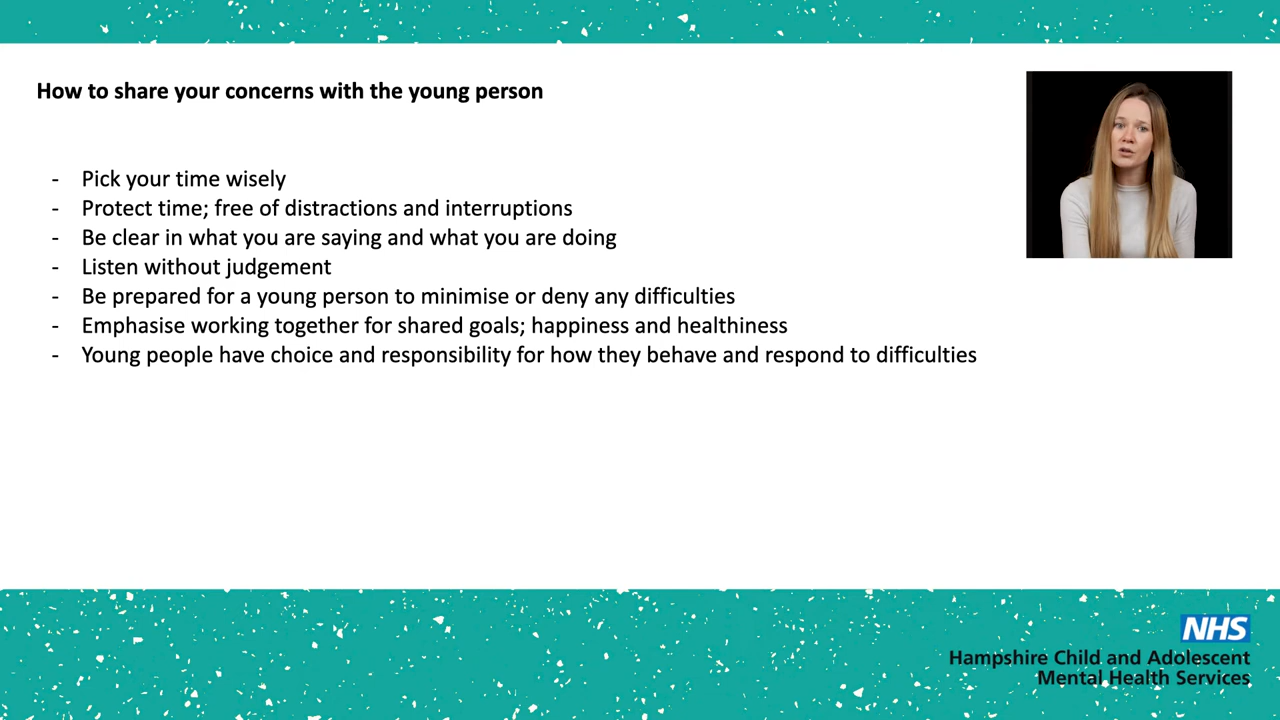 How to share your concerns with the young person
- Pick your time wisely
- Protect time; free of distractions and interruptions
- Be clear in what you are saying and what you are doing
- Listen without judgement
- Be prepared for a young person to minimise or deny any difficulties
- Emphasise working together for shared goals; happiness and healthiness
- Young people have choice and responsibility for how they behave and respond to difficulties
NHS
Hampshire Child and Adolescent
Mental Health Services